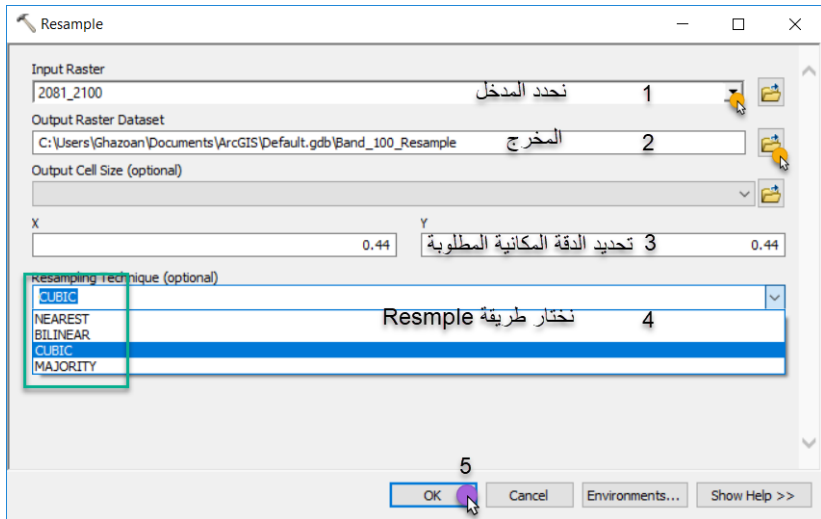 Resample
Input Raster
2081_2100 نحدد المدخل 1
Output Raster Dataset
C:\Users\Ghazoan\Documents\ArcGIS\Default.gdb\Band_100_Resample المخرج 2
Output Cell Size (optional)
X Y
0.44 تحديد الدقة المكانية المطلوبة 3 0.44
Resampling Technique (optional)
CUBIC
NEAREST نختار طريقة Resmple 4
BILINEAR
CUBIC
MAJORITY
5
OK Cancel Environments... Show Help >>